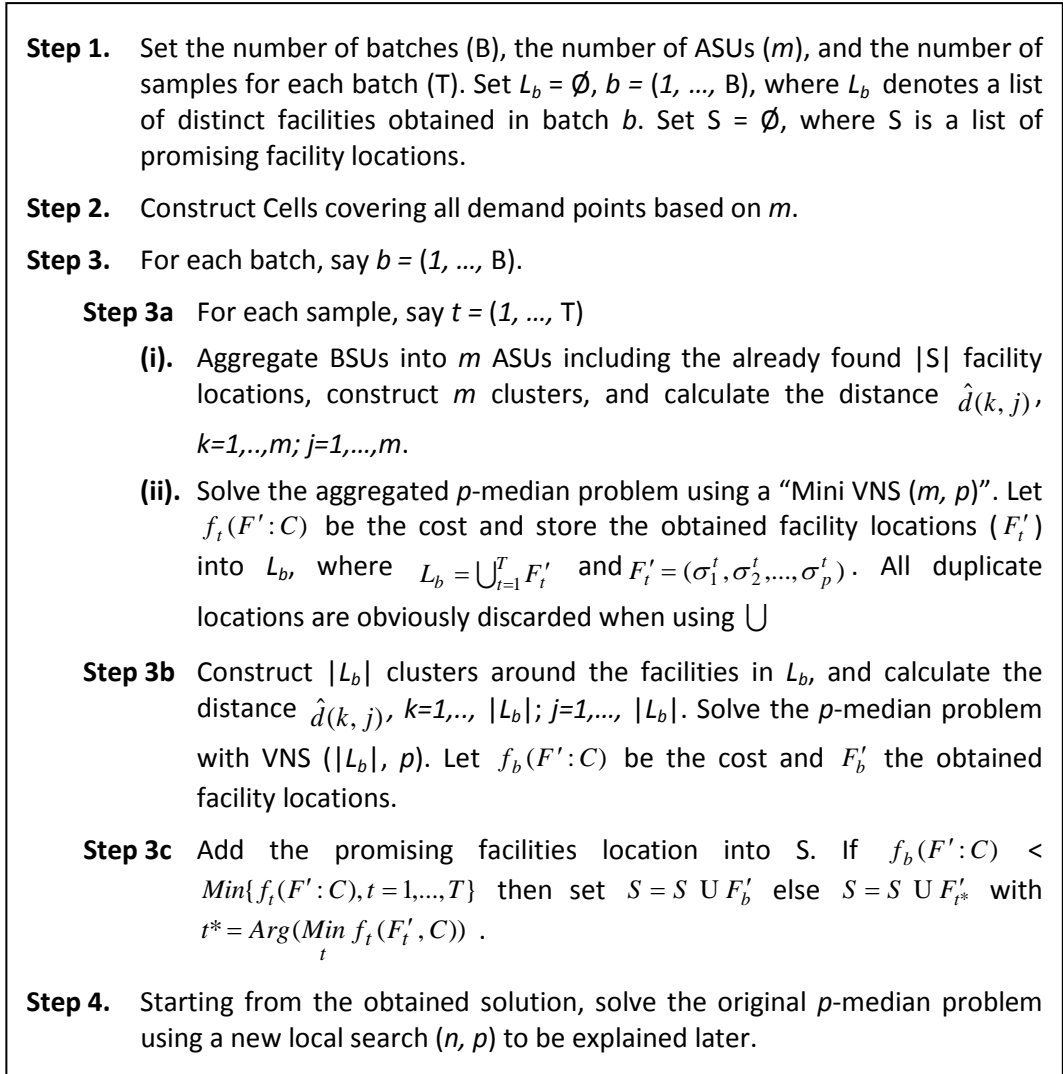 Step 1. Set the number of batches (B), the number of ASUs (m), and the number of
samples for each batch (T). Set L_b = Ø, b = (1, …, B), where L_b denotes a list
of distinct facilities obtained in batch b. Set S = Ø, where S is a list of
promising facility locations.
Step 2. Construct Cells covering all demand points based on m.
Step 3. For each batch, say b = (1, …, B).
Step 3a For each sample, say t = (1, …, T)
(i). Aggregate BSUs into m ASUs including the already found |S| facility
locations, construct m clusters, and calculate the distance d̂(k, j),
k=1,..,m; j=1,…,m.
(ii). Solve the aggregated p-median problem using a “Mini VNS (m, p)”. Let
f_t(F′:C) be the cost and store the obtained facility locations (F′_t)
into L_b, where L_b = ⋃_{t=1}^{T} F′_t and F′_t = (σ_1^t, σ_2^t,..., σ_p^t). All duplicate
locations are obviously discarded when using ⋃
Step 3b Construct |L_b| clusters around the facilities in L_b, and calculate the
distance d̂(k, j), k=1,.., |L_b|; j=1,…, |L_b|. Solve the p-median problem
with VNS (|L_b|, p). Let f_b(F′:C) be the cost and F′_b the obtained
facility locations.
Step 3c Add the promising facilities location into S. If f_b(F′:C) <
Min{f_t(F′:C), t = 1,...,T} then set S = S U F′_b else S = S U F′_{t*} with
t* = Arg(Min_t f_t(F′_t, C)) .
Step 4. Starting from the obtained solution, solve the original p-median problem
using a new local search (n, p) to be explained later.